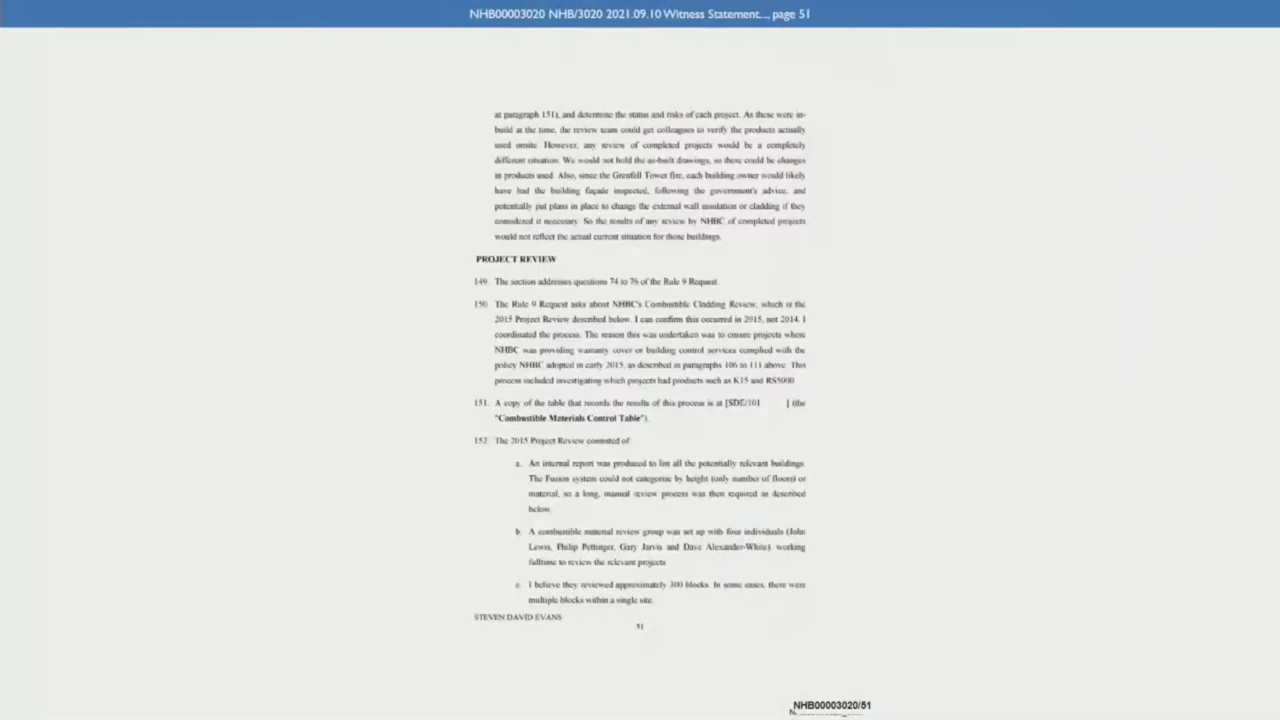 NHB00003020 NHB/3020 2021.09.10 Witness Statement..., page 51
at paragraph 151), and determine the status and risks of each project. As these were in-
build at the time, the review team could get colleagues to verify the products actually
used onsite. However, any review of completed projects would be a completely
different situation. We would not hold the as-built drawings, so there could be changes
in products used. Also, since the Grenfell Tower fire, each building owner would likely
have had the building façade inspected, following the government's advice, and
potentially put plans in place to change the external wall insulation or cladding if they
considered it necessary. So the results of any review by NHBC of completed projects
would not reflect the actual current situation for those buildings.
PROJECT REVIEW
149. The section addresses questions 74 to 76 of the Rule 9 Request.
150. The Rule 9 Request asks about NHBC's Combustible Cladding Review, which is the
2015 Project Review described below. I can confirm this occurred in 2015, not 2014. I
coordinated the process. The reason this was undertaken was to ensure projects where
NHBC was providing warranty cover or building control services complied with the
policy NHBC adopted in early 2015, as described in paragraphs 106 to 111 above. This
process included investigating which projects had products such as K15 and RS5000.
151. A copy of the table that records the results of this process is at [SDE/101 ] (the
"Combustible Materials Control Table").
152. The 2015 Project Review consisted of:
a. An internal report was produced to list all the potentially relevant buildings.
The Fusion system could not categorise by height (only number of floors) or
material, so a long, manual review process was then required as described
below.
b. A combustible material review group was set up with four individuals (John
Lewis, Philip Pettinger, Gary Jarvis and Dave Alexander-White), working
fulltime to review the relevant projects.
c. I believe they reviewed approximately 300 blocks. In some cases, there were
multiple blocks within a single site.
STEVEN DAVID EVANS
51
NHB00003020/51